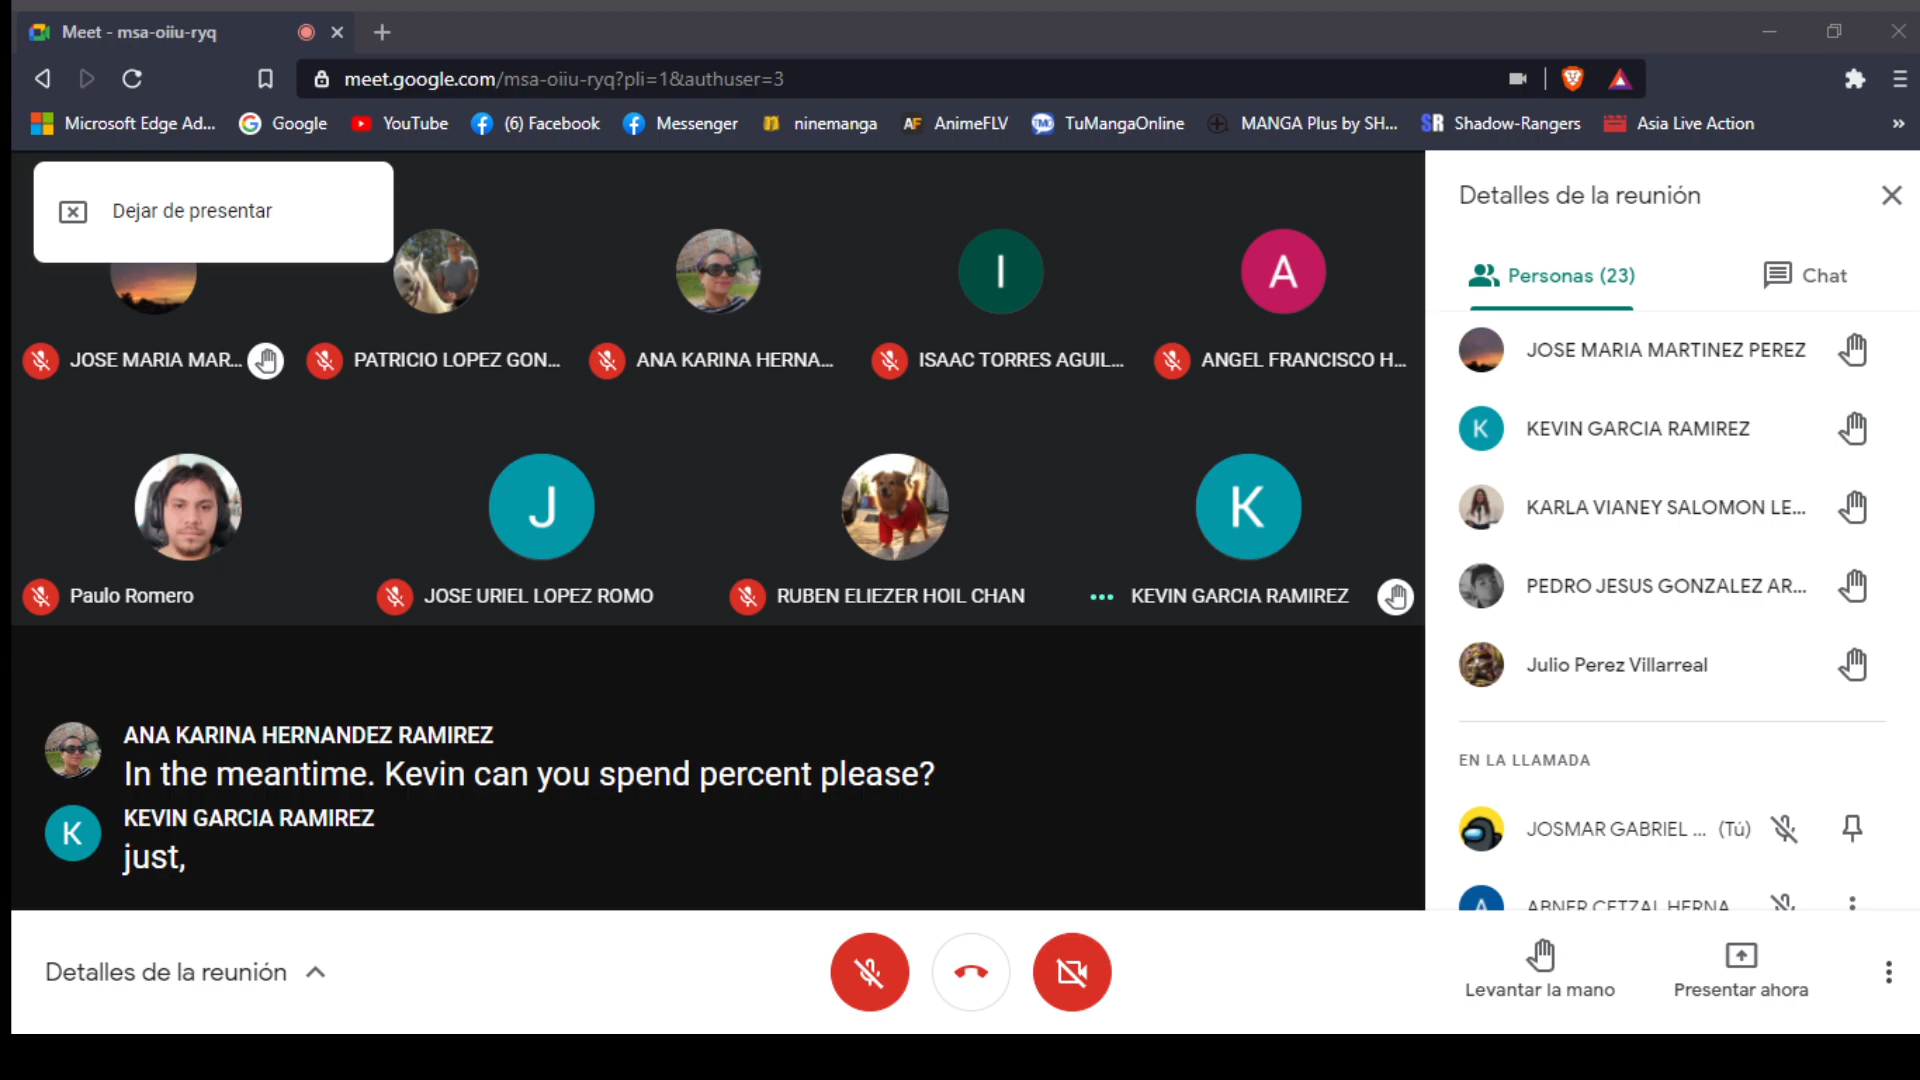 Meet - msa-oiiu-ryq
meet.google.com/msa-oiiu-ryq?pli=1&authuser=3
Microsoft Edge Ad... Google YouTube (6) Facebook Messenger ninemanga AF AnimeFLV TMO TuMangaOnline MANGA Plus by SH... SR Shadow-Rangers Asia Live Action »
Dejar de presentar
I
A
JOSE MARIA MAR...
PATRICIO LOPEZ GON...
ANA KARINA HERNA...
ISAAC TORRES AGUIL...
ANGEL FRANCISCO H...
J
K
Paulo Romero
JOSE URIEL LOPEZ ROMO
RUBEN ELIEZER HOIL CHAN
KEVIN GARCIA RAMIREZ
ANA KARINA HERNANDEZ RAMIREZ
In the meantime. Kevin can you spend percent please?
K
KEVIN GARCIA RAMIREZ
just,
Detalles de la reunión
Personas (23)
Chat
JOSE MARIA MARTINEZ PEREZ
K
KEVIN GARCIA RAMIREZ
KARLA VIANEY SALOMON LE...
PEDRO JESUS GONZALEZ AR...
Julio Perez Villarreal
EN LA LLAMADA
JOSMAR GABRIEL ... (Tú)
A
ABNER CETZAL HERNA...
Detalles de la reunión
Levantar la mano
Presentar ahora